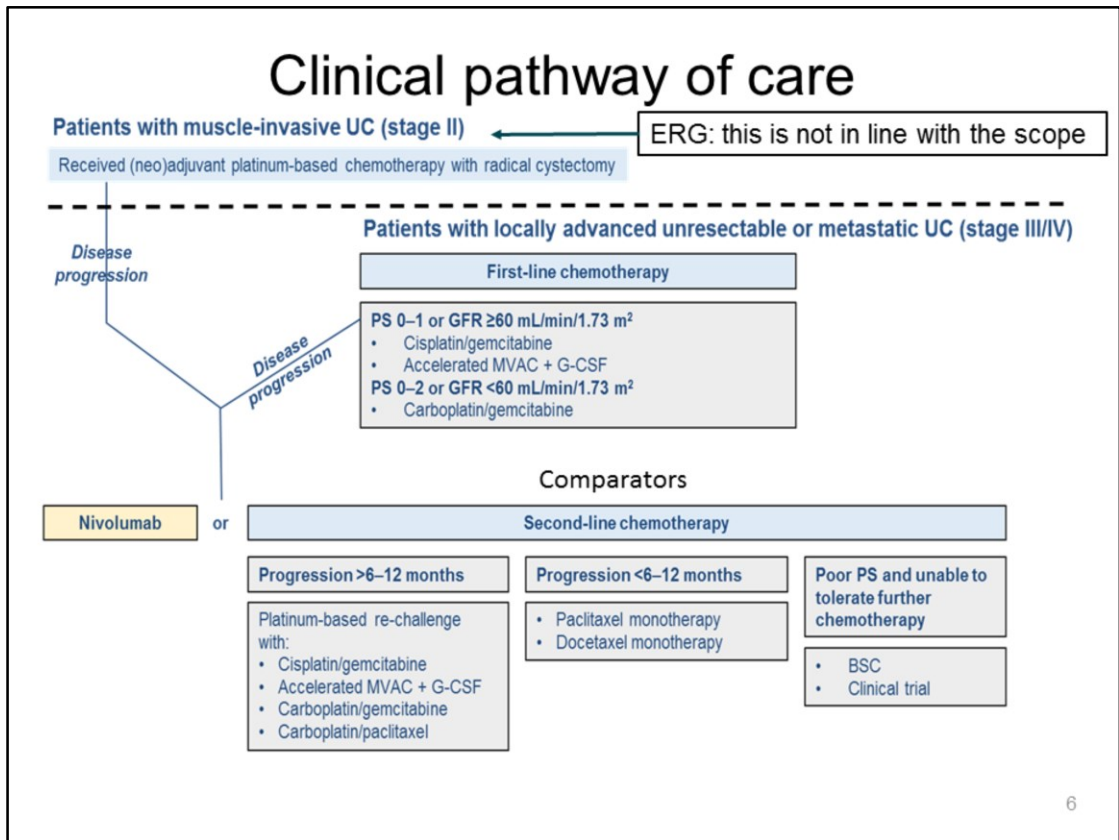 Clinical pathway of care
Patients with muscle-invasive UC (stage II)
ERG: this is not in line with the scope
Received (neo)adjuvant platinum-based chemotherapy with radical cystectomy
Patients with locally advanced unresectable or metastatic UC (stage III/IV)
Disease
progression
First-line chemotherapy
PS 0–1 or GFR ≥60 mL/min/1.73 m²
• Cisplatin/gemcitabine
• Accelerated MVAC + G-CSF
PS 0–2 or GFR <60 mL/min/1.73 m²
• Carboplatin/gemcitabine
Disease
progression
Comparators
Nivolumab or Second-line chemotherapy
Progression >6–12 months
Platinum-based re-challenge
with:
• Cisplatin/gemcitabine
• Accelerated MVAC + G-CSF
• Carboplatin/gemcitabine
• Carboplatin/paclitaxel
Progression <6–12 months
• Paclitaxel monotherapy
• Docetaxel monotherapy
Poor PS and unable to
tolerate further
chemotherapy
• BSC
• Clinical trial
6